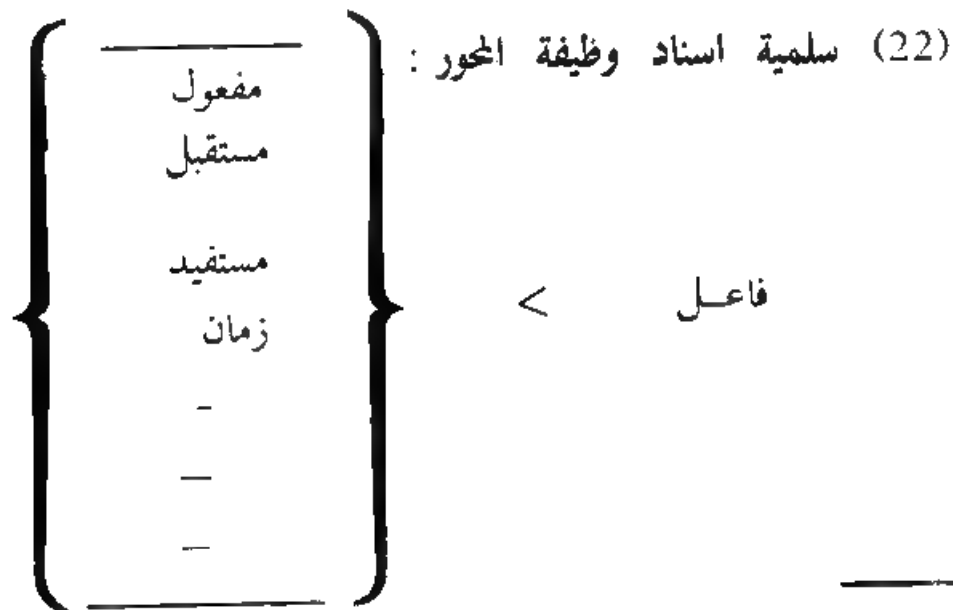 (22) سلمية اسناد وظيفة المحور :
فاعل < 
مفعول
مستقبل
مستفيد
زمان
-
-
-